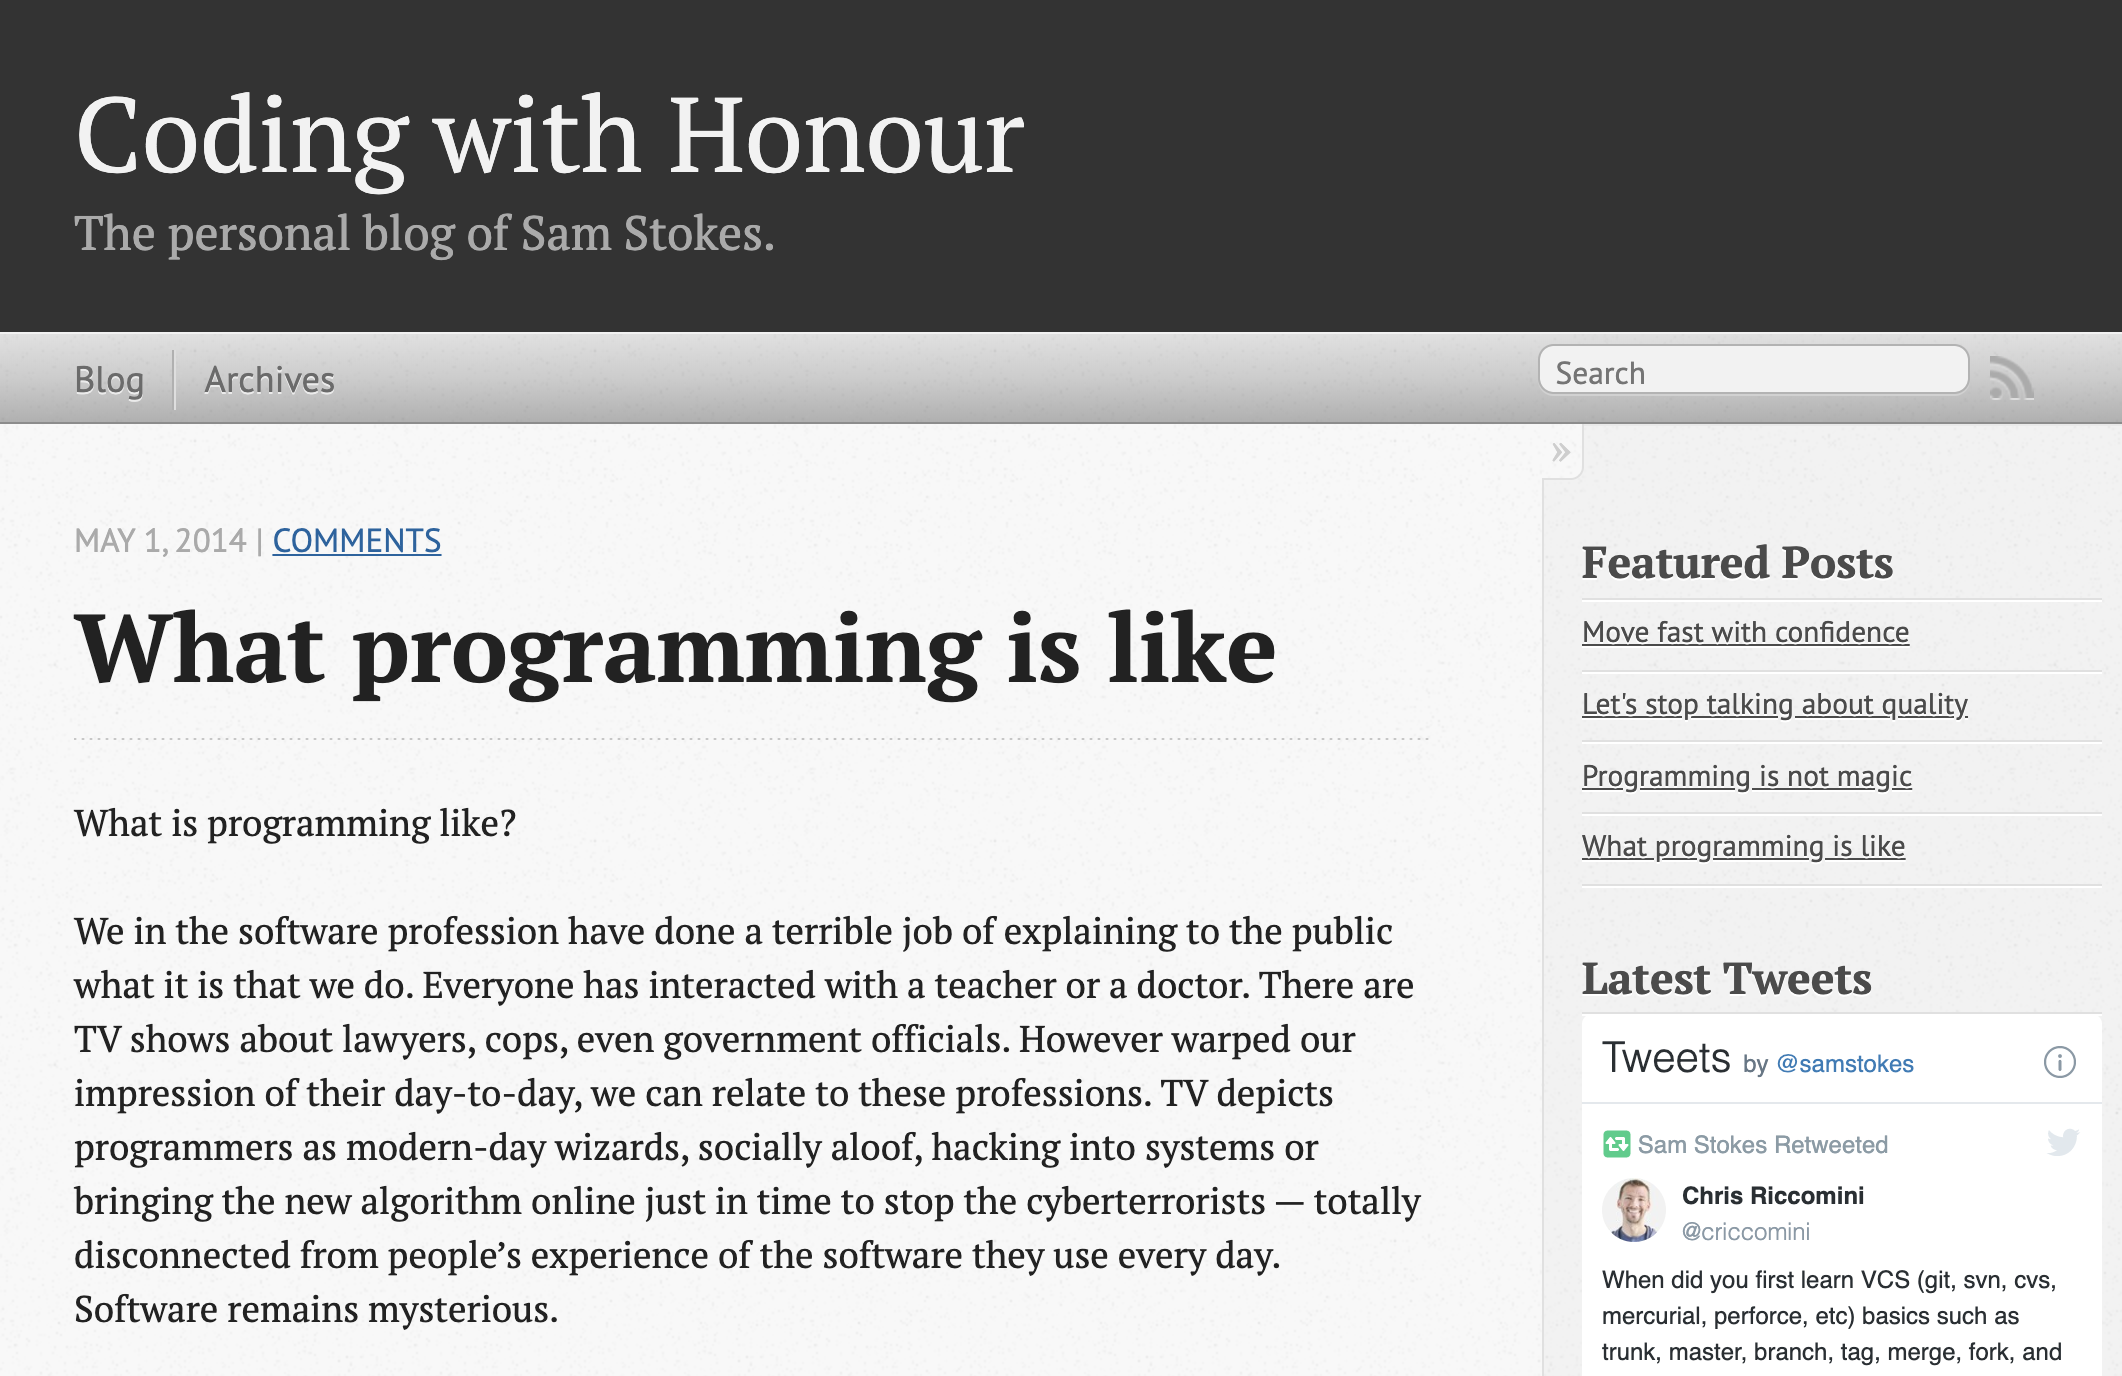 Coding with Honour
The personal blog of Sam Stokes.
Blog
Archives
Search
»
MAY 1, 2014 | COMMENTS
What programming is like
What is programming like?
We in the software profession have done a terrible job of explaining to the public
what it is that we do. Everyone has interacted with a teacher or a doctor. There are
TV shows about lawyers, cops, even government officials. However warped our
impression of their day-to-day, we can relate to these professions. TV depicts
programmers as modern-day wizards, socially aloof, hacking into systems or
bringing the new algorithm online just in time to stop the cyberterrorists — totally
disconnected from people’s experience of the software they use every day.
Software remains mysterious.
Featured Posts
Move fast with confidence
Let's stop talking about quality
Programming is not magic
What programming is like
Latest Tweets
Tweets by @samstokes
Sam Stokes Retweeted
Chris Riccomini
@criccomini
When did you first learn VCS (git, svn, cvs,
mercurial, perforce, etc) basics such as
trunk, master, branch, tag, merge, fork, and